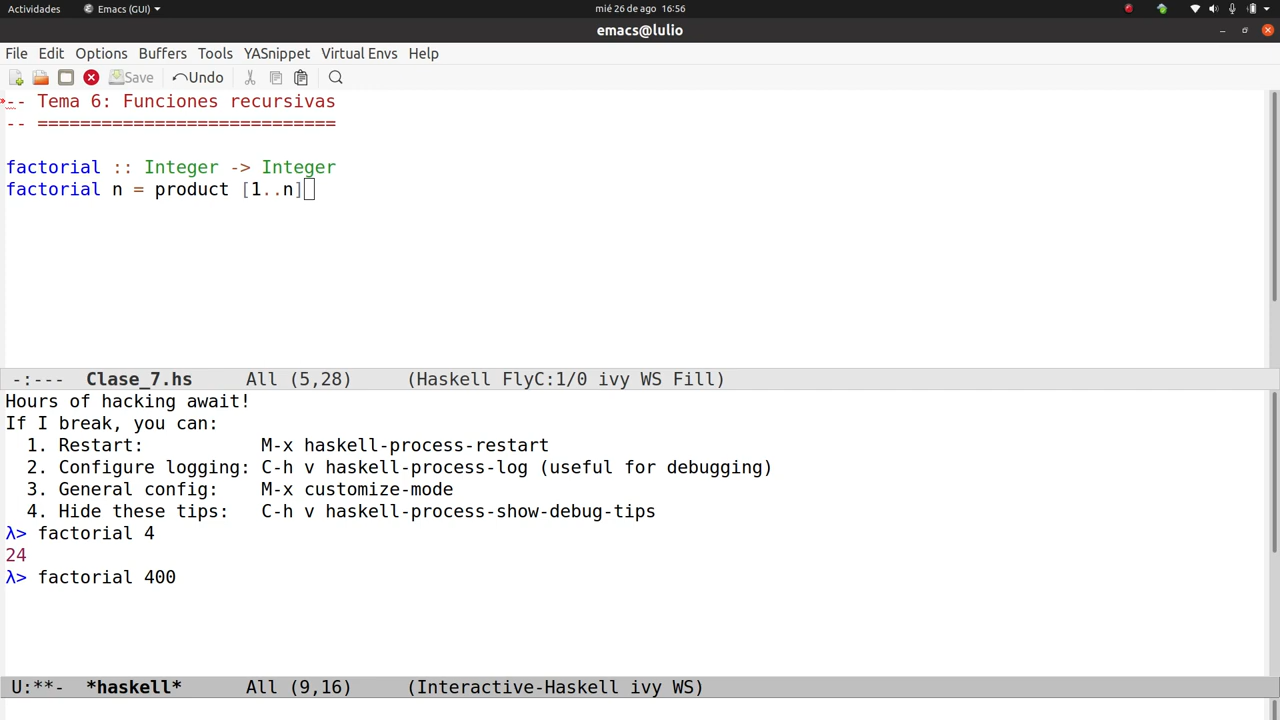 Actividades Emacs (GUI) mié 26 de ago 16:56
emacs@lulio
File Edit Options Buffers Tools YASnippet Virtual Envs Help
Save Undo
-- Tema 6: Funciones recursivas
-- ============================
factorial :: Integer -> Integer
factorial n = product [1..n]
-:--- Clase_7.hs All (5,28) (Haskell FlyC:1/0 ivy WS Fill)
Hours of hacking await!
If I break, you can:
1. Restart: M-x haskell-process-restart
2. Configure logging: C-h v haskell-process-log (useful for debugging)
3. General config: M-x customize-mode
4. Hide these tips: C-h v haskell-process-show-debug-tips
λ> factorial 4
24
λ> factorial 400
U:**- *haskell* All (9,16) (Interactive-Haskell ivy WS)